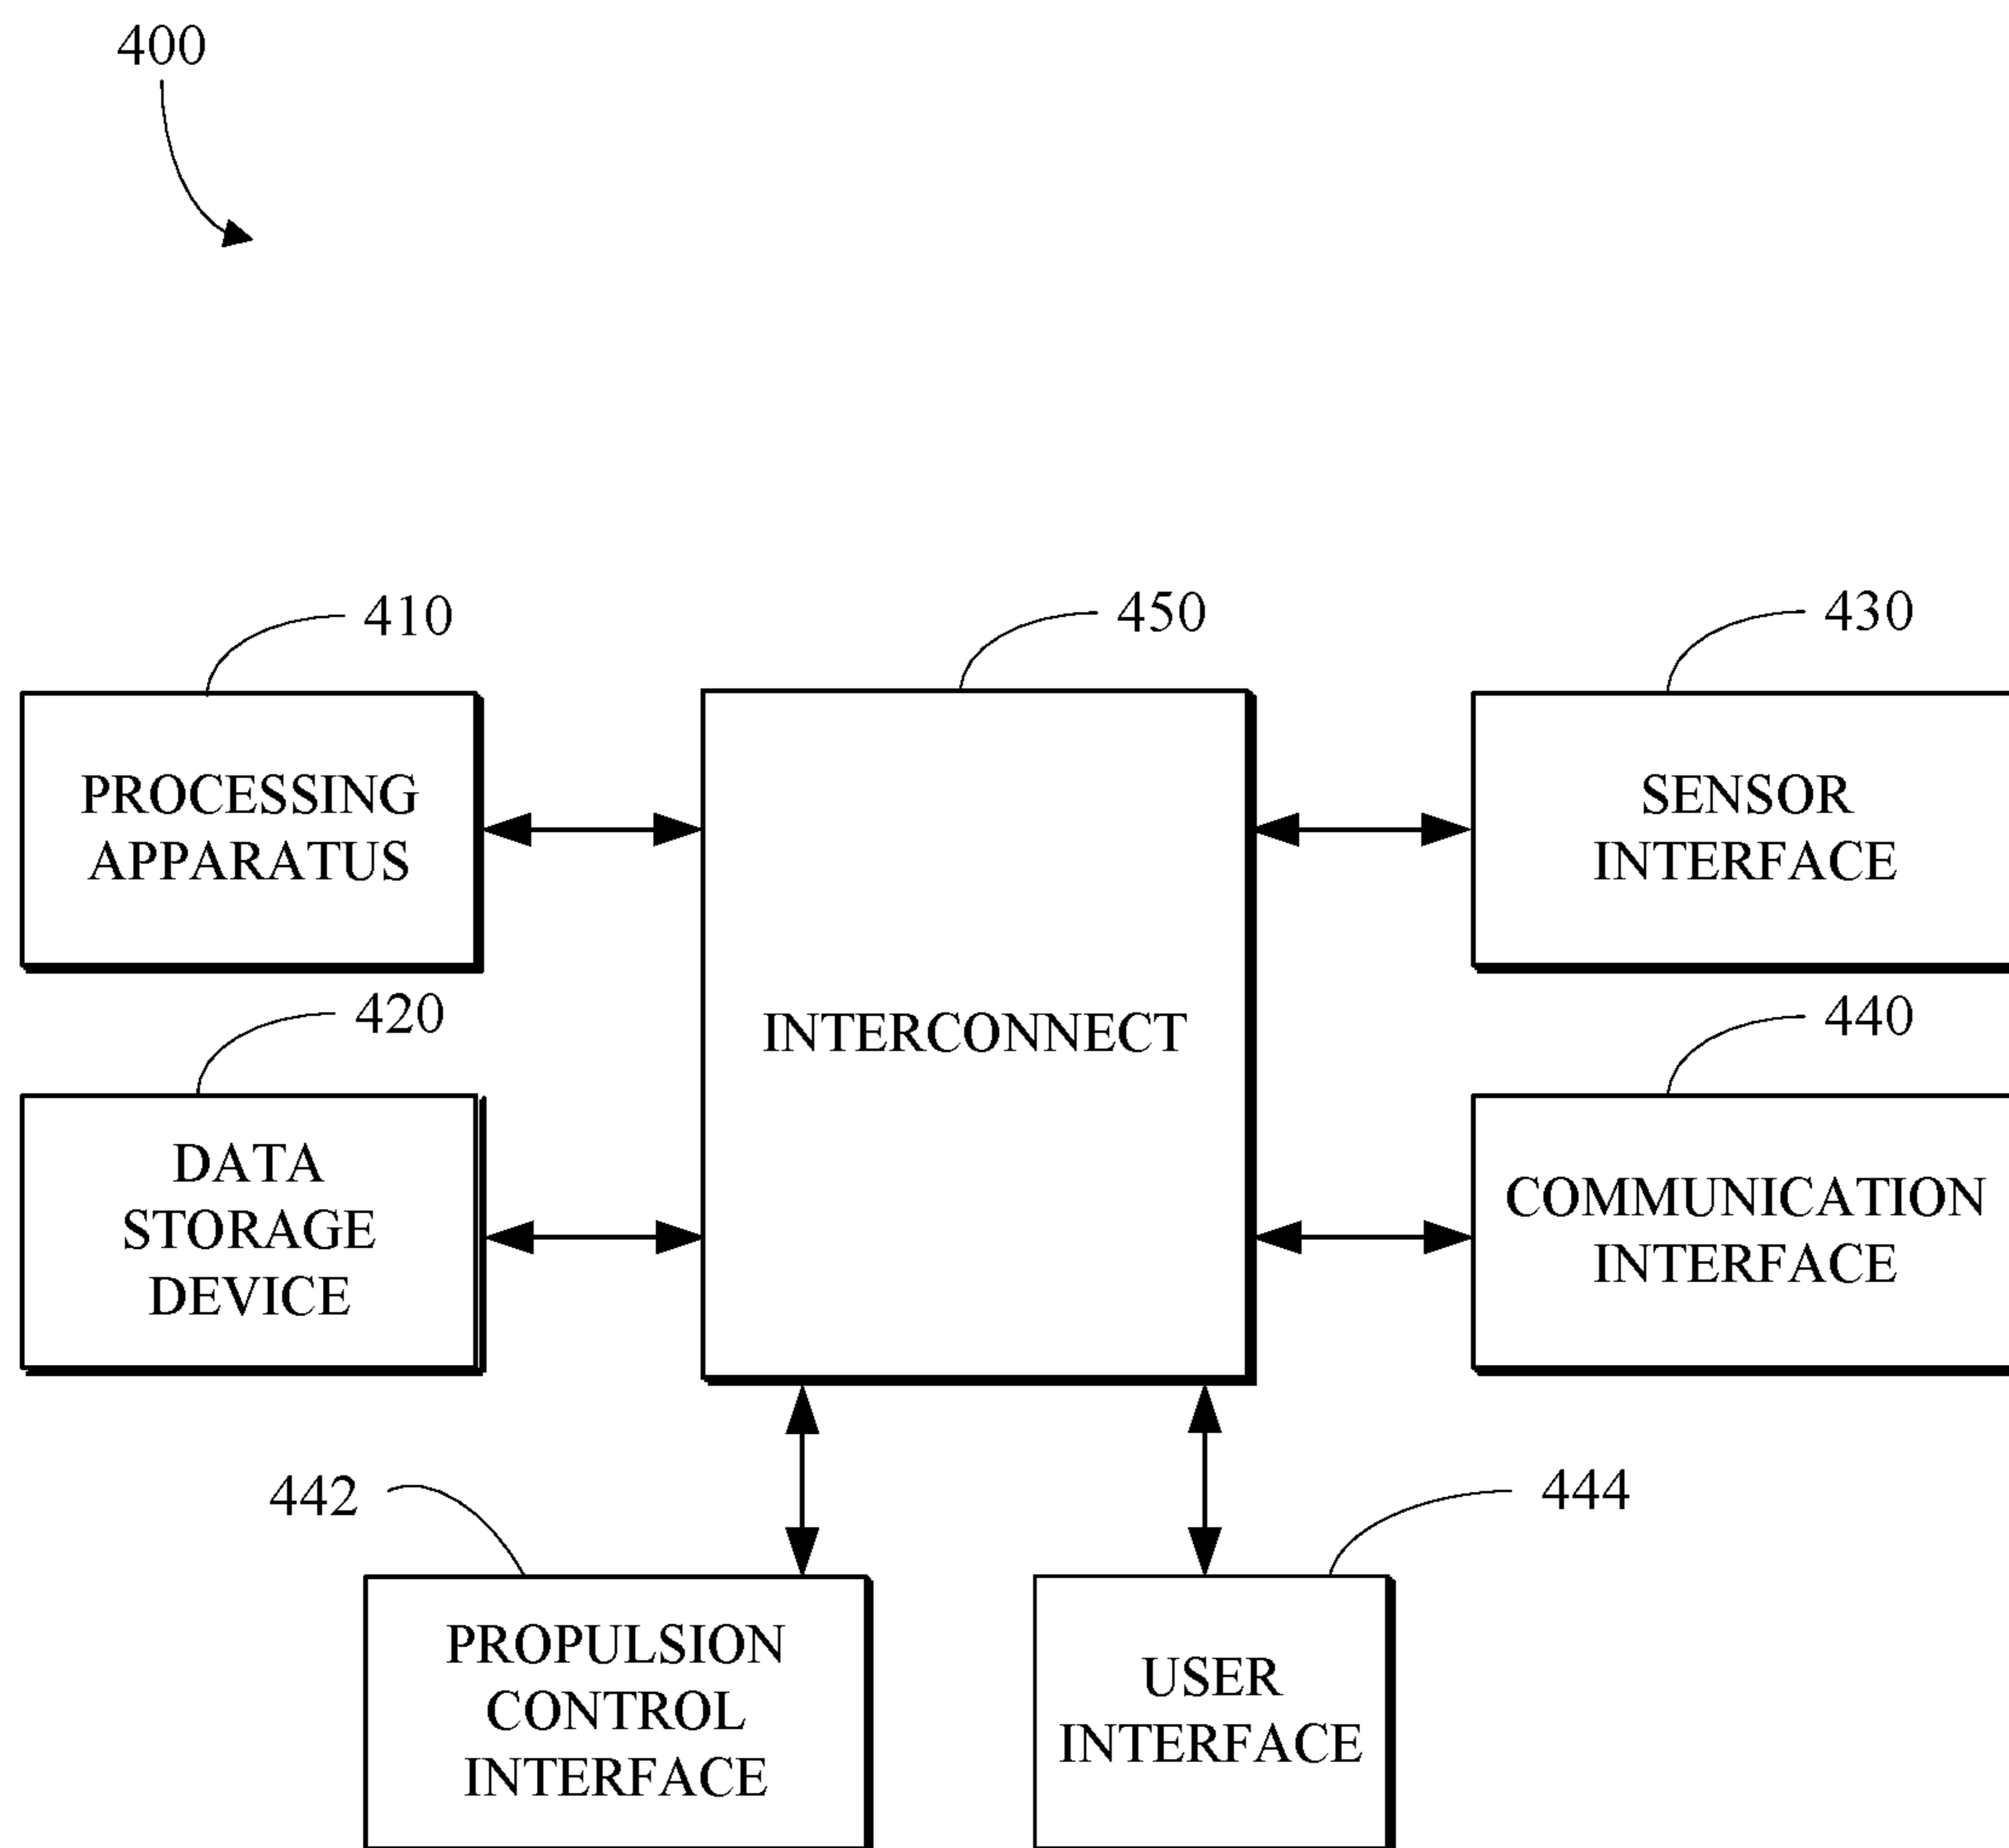 400
410
450
430
PROCESSING
APPARATUS
SENSOR
INTERFACE
INTERCONNECT
420
440
DATA
STORAGE
DEVICE
COMMUNICATION
INTERFACE
442
444
PROPULSION
CONTROL
INTERFACE
USER
INTERFACE